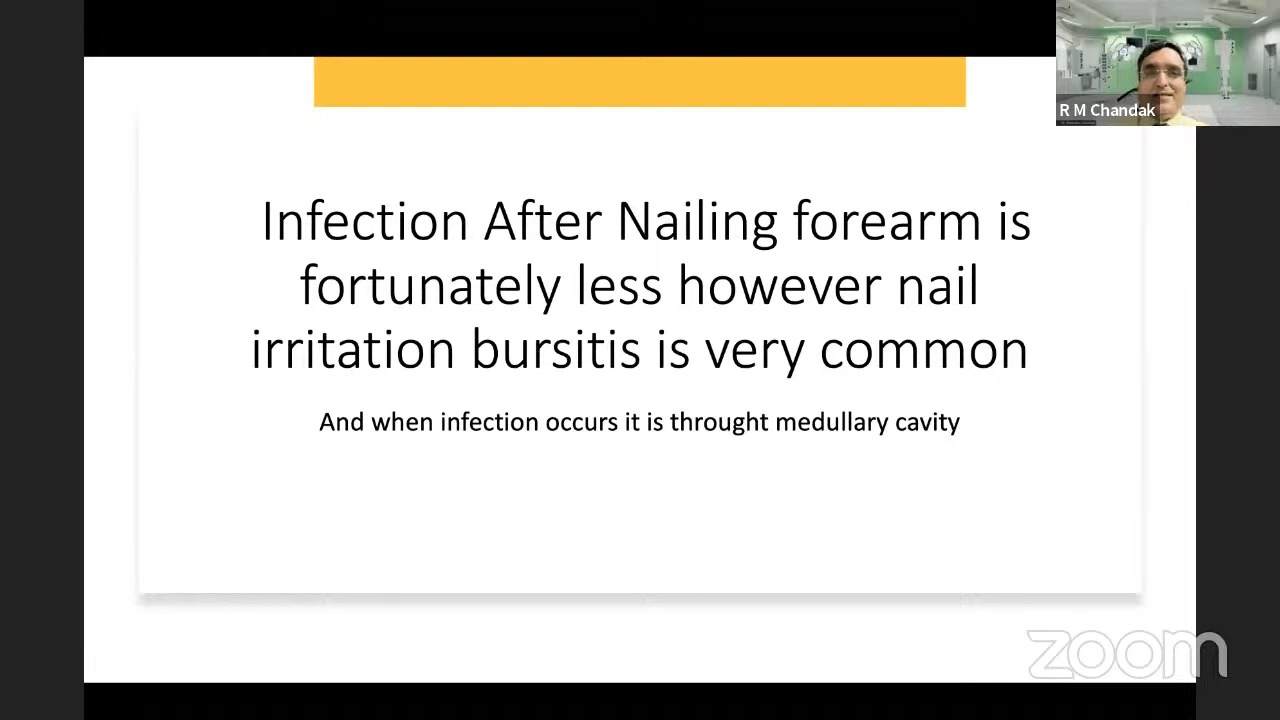 R M Chandak
Infection After Nailing forearm is
fortunately less however nail
irritation bursitis is very common
And when infection occurs it is throught medullary cavity
zoom